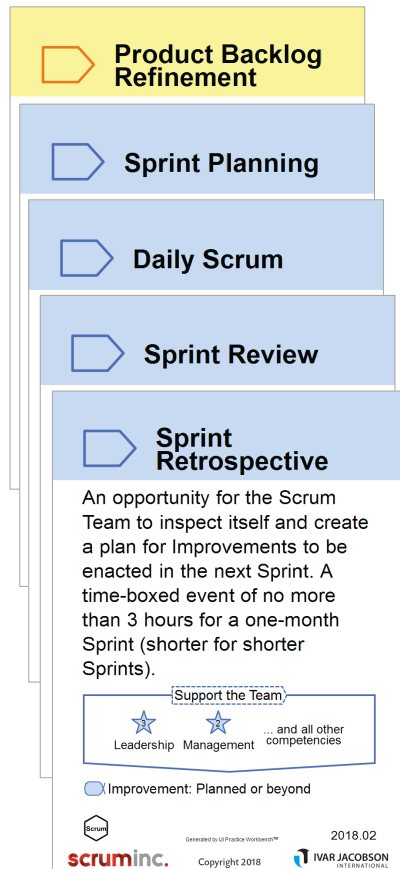 Product Backlog
Refinement
Sprint Planning
Daily Scrum
Sprint Review
Sprint
Retrospective
An opportunity for the Scrum
Team to inspect itself and create
a plan for Improvements to be
enacted in the next Sprint. A
time-boxed event of no more
than 3 hours for a one-month
Sprint (shorter for shorter
Sprints).
Support the Team
3
2
Leadership
Management
... and all other
competencies
Improvement: Planned or beyond
Scrum
Generated by UI Practice Workbench™
2018.02
scruminc.
Copyright 2018
IVAR JACOBSON
INTERNATIONAL